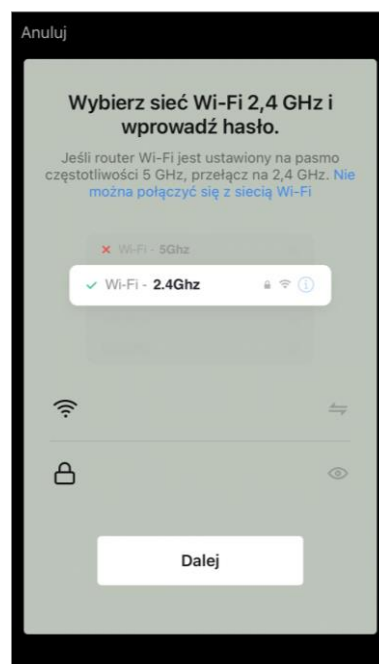 Anuluj
Wybierz sieć Wi-Fi 2,4 GHz i
wprowadź hasło.
Jeśli router Wi-Fi jest ustawiony na pasmo
częstotliwości 5 GHz, przełącz na 2,4 GHz. Nie
można połączyć się z siecią Wi-Fi
Wi-Fi - 5Ghz
Wi-Fi - 2.4Ghz
Dalej